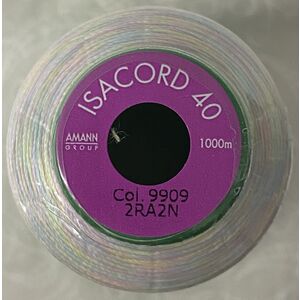 ISACORD 40
AMANN
GROUP
1000m
Col. 9909
2RA2N